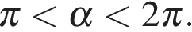 π < α < 2π.